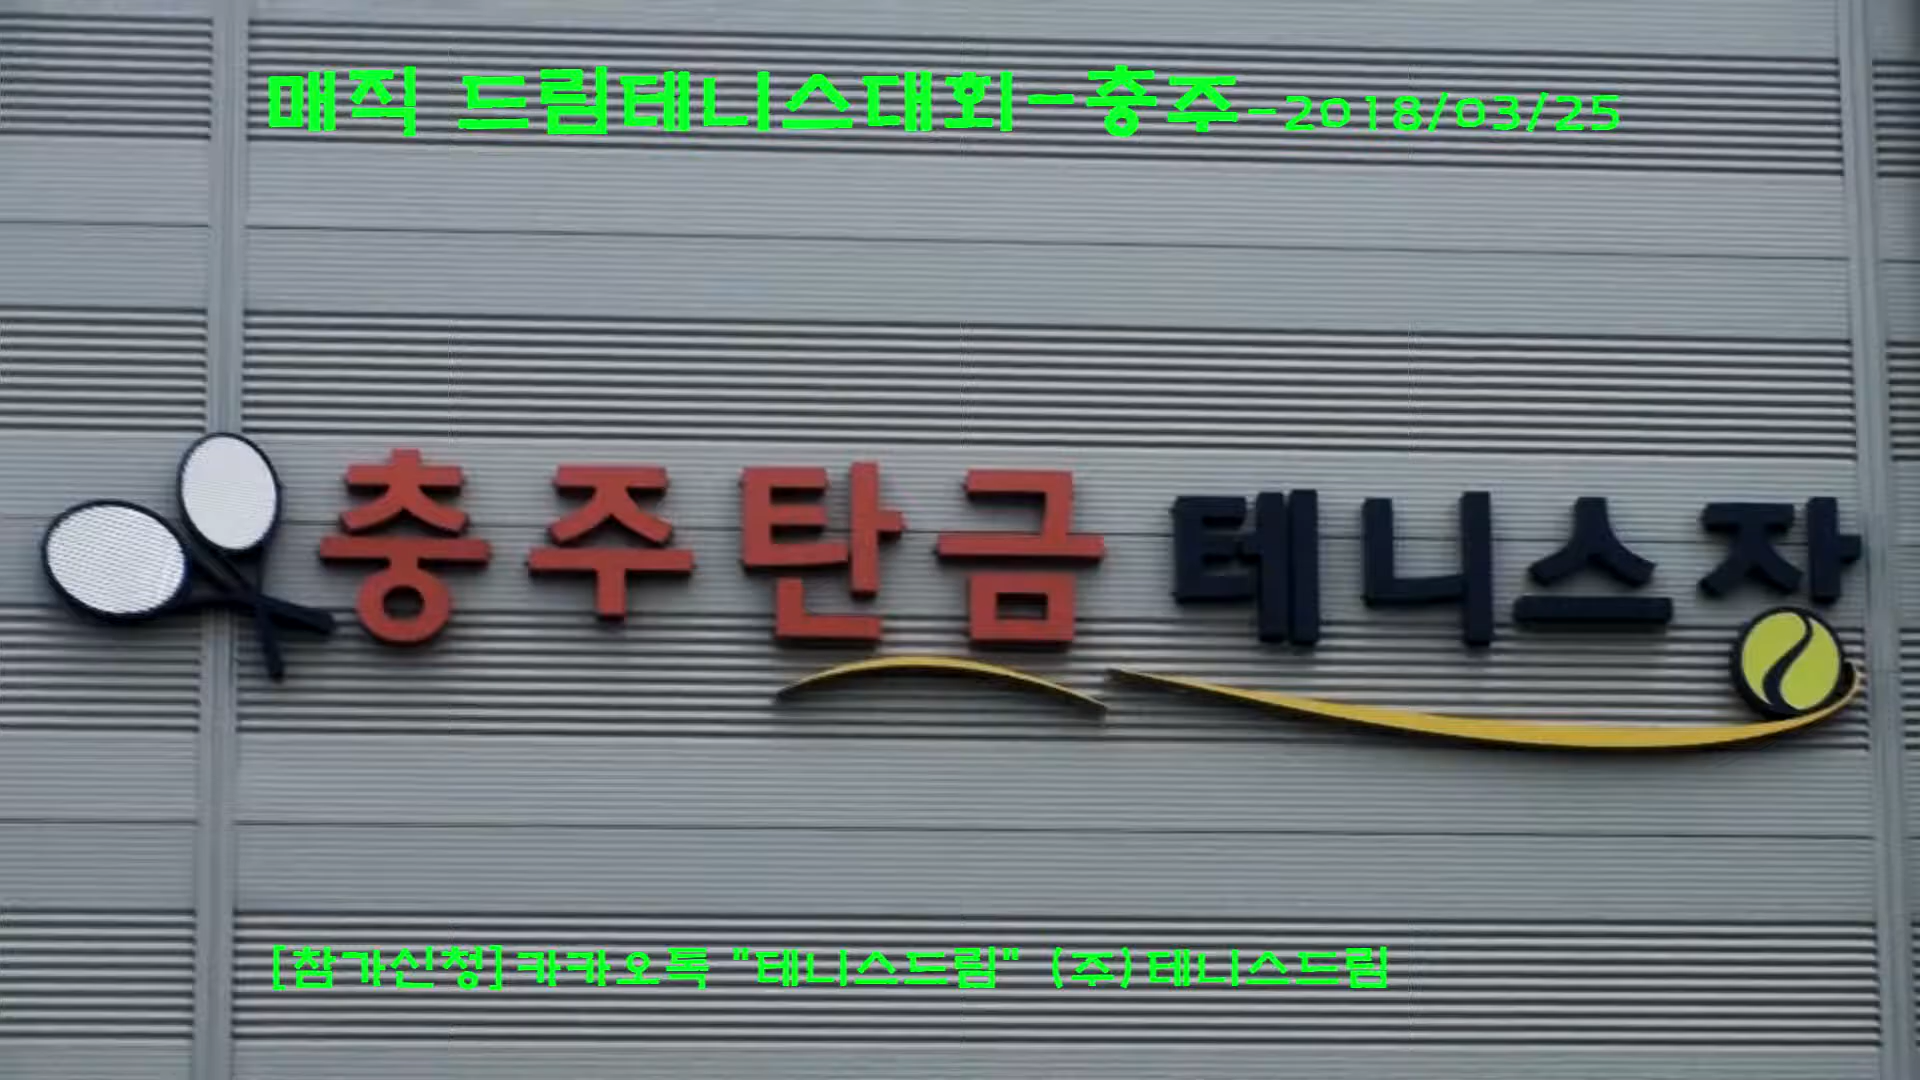 매직 드림테니스대회-충주-2018/03/25
충주탄금 테니스장
[참가신청]카카오톡 "테니스드림" (주)테니스드림